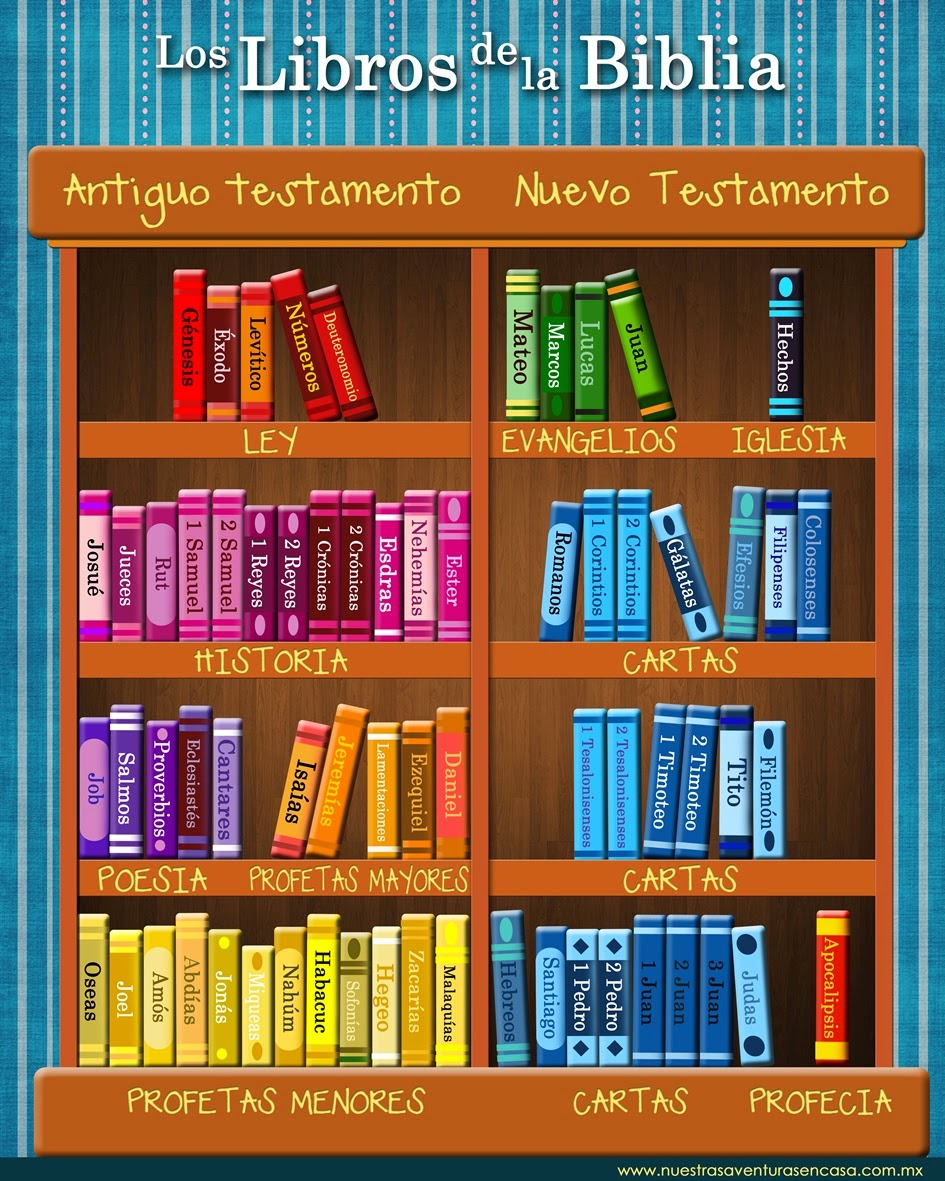 Los Libros de la Biblia
Antiguo testamento
Nuevo Testamento
Génesis
Éxodo
Levítico
Números
Deuteronomio
LEY
Mateo
Marcos
Lucas
Juan
EVANGELIOS
Hechos
IGLESIA
Josué
Jueces
Rut
1 Samuel
2 Samuel
1 Reyes
2 Reyes
1 Crónicas
2 Crónicas
Esdras
Nehemías
Ester
HISTORIA
Romanos
1 Corintios
2 Corintios
Gálatas
Efesios
Filipenses
Colosenses
CARTAS
Job
Salmos
Proverbios
Eclesiastés
Cantares
POESIA
Isaías
Jeremías
Lamentaciones
Ezequiel
Daniel
PROFETAS MAYORES
1 Tesalonisenses
2 Tesalonisenses
1 Timoteo
2 Timoteo
Tito
Filemón
CARTAS
Oseas
Joel
Amós
Abdías
Jonás
Miqueas
Nahúm
Habacuc
Sofonías
Hegeo
Zacarías
Malaquías
PROFETAS MENORES
Hebreos
Santiago
1 Pedro
2 Pedro
1 Juan
2 Juan
3 Juan
Judas
CARTAS
Apocalipsis
PROFECIA
www.nuestrasaventurasencasa.com.mx